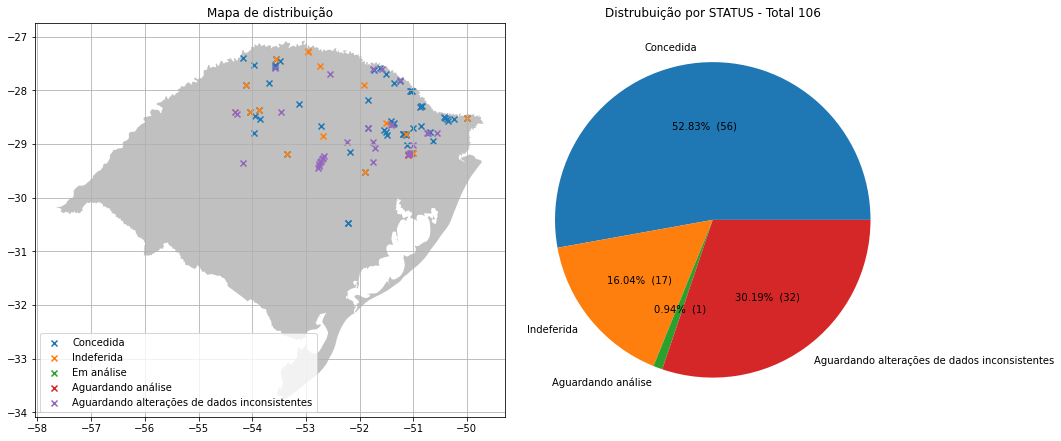 Mapa de distribuição
−27
−28
−29
−30
−31
−32
−33
−34
−58
−57
−56
−55
−54
−53
−52
−51
−50
Concedida
Indeferida
Em análise
Aguardando análise
Aguardando alterações de dados inconsistentes
Distrubuição por STATUS - Total 106
Concedida
52.83% (56)
16.04% (17)
30.19% (32)
0.94% (1)
Indeferida
Aguardando alterações de dados inconsistentes
Aguardando análise